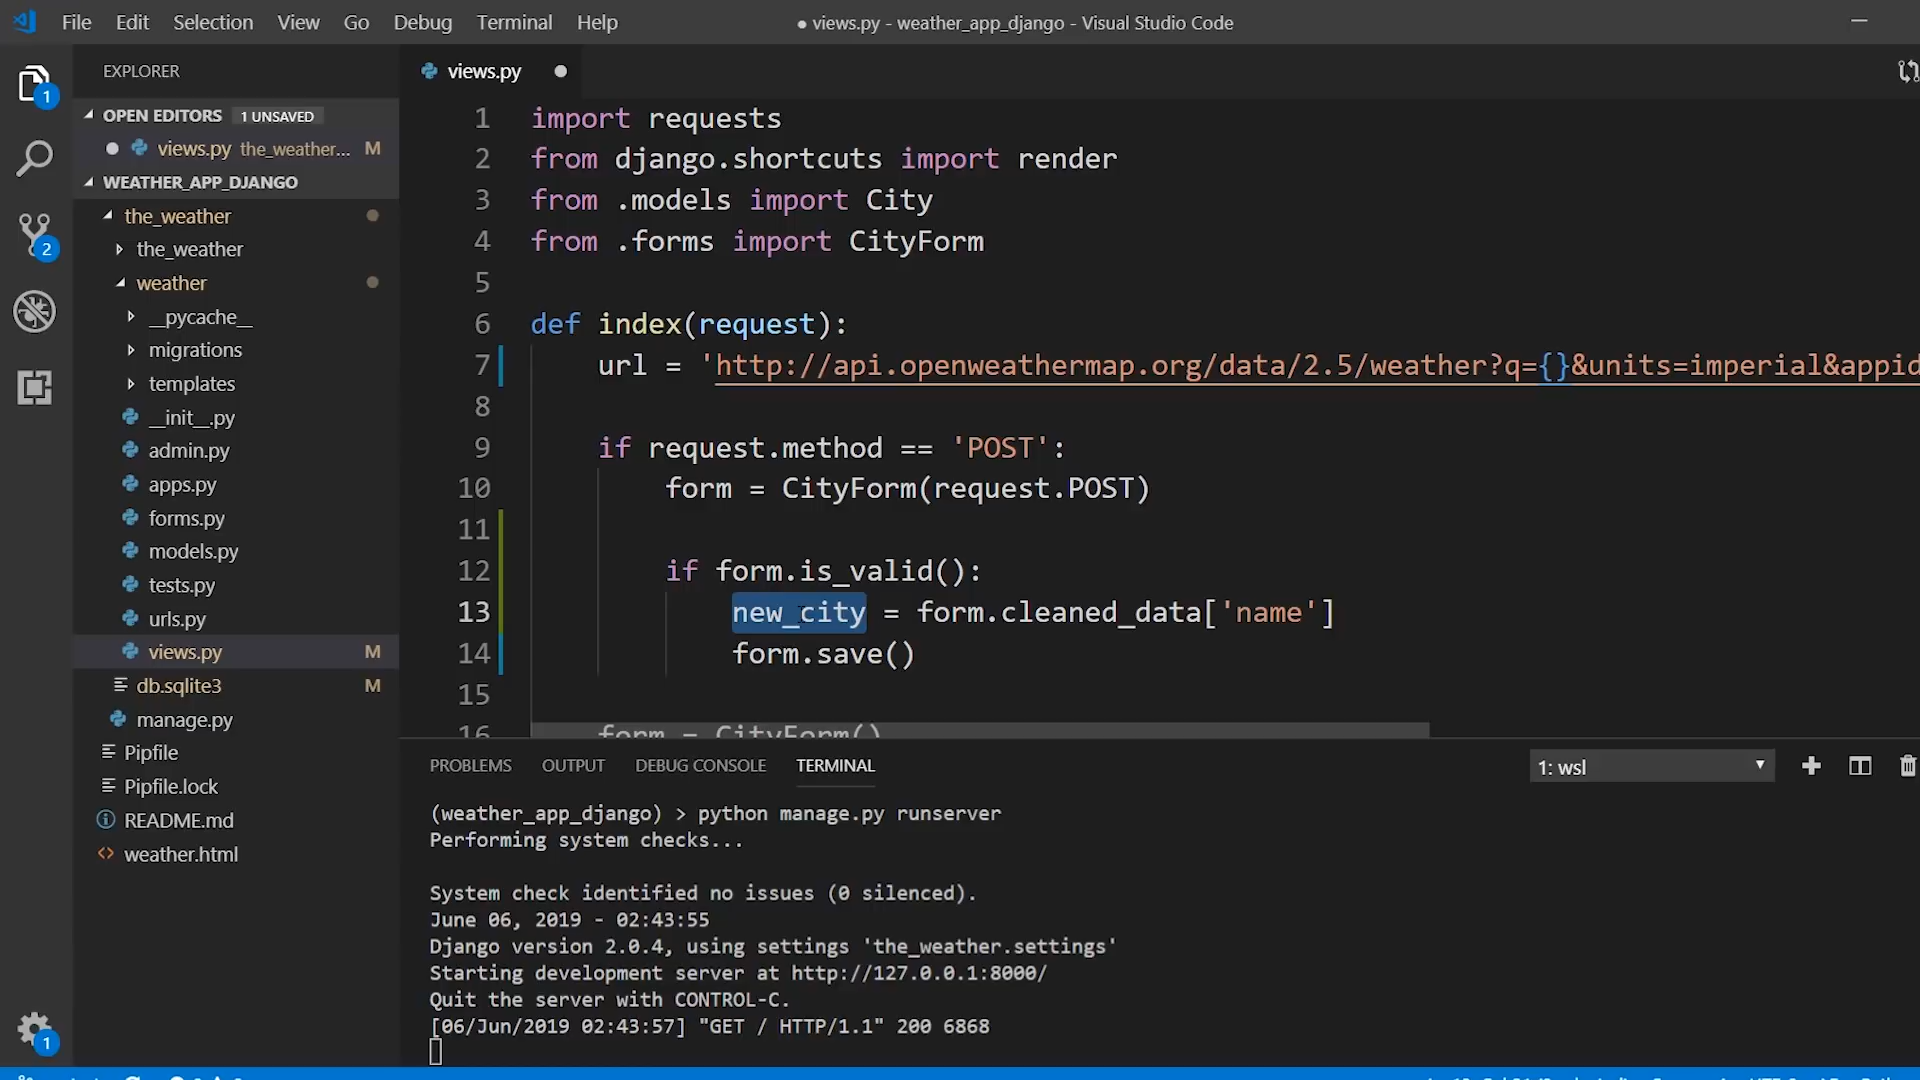 File Edit Selection View Go Debug Terminal Help
● views.py - weather_app_django - Visual Studio Code
EXPLORER
OPEN EDITORS 1 UNSAVED
views.py the_weather... M
WEATHER_APP_DJANGO
the_weather
the_weather
weather
__pycache__
migrations
templates
__init__.py
admin.py
apps.py
forms.py
models.py
tests.py
urls.py
views.py M
db.sqlite3 M
manage.py
Pipfile
Pipfile.lock
README.md
weather.html
1
2
1
views.py
1 import requests
2 from django.shortcuts import render
3 from .models import City
4 from .forms import CityForm
5
6 def index(request):
7 url = 'http://api.openweathermap.org/data/2.5/weather?q={}&units=imperial&appid
8
9 if request.method == 'POST':
10 form = CityForm(request.POST)
11
12 if form.is_valid():
13 new_city = form.cleaned_data['name']
14 form.save()
15
16 form = CityForm()
PROBLEMS OUTPUT DEBUG CONSOLE TERMINAL 1: wsl
(weather_app_django) > python manage.py runserver
Performing system checks...
System check identified no issues (0 silenced).
June 06, 2019 - 02:43:55
Django version 2.0.4, using settings 'the_weather.settings'
Starting development server at http://127.0.0.1:8000/
Quit the server with CONTROL-C.
[06/Jun/2019 02:43:57] "GET / HTTP/1.1" 200 6868